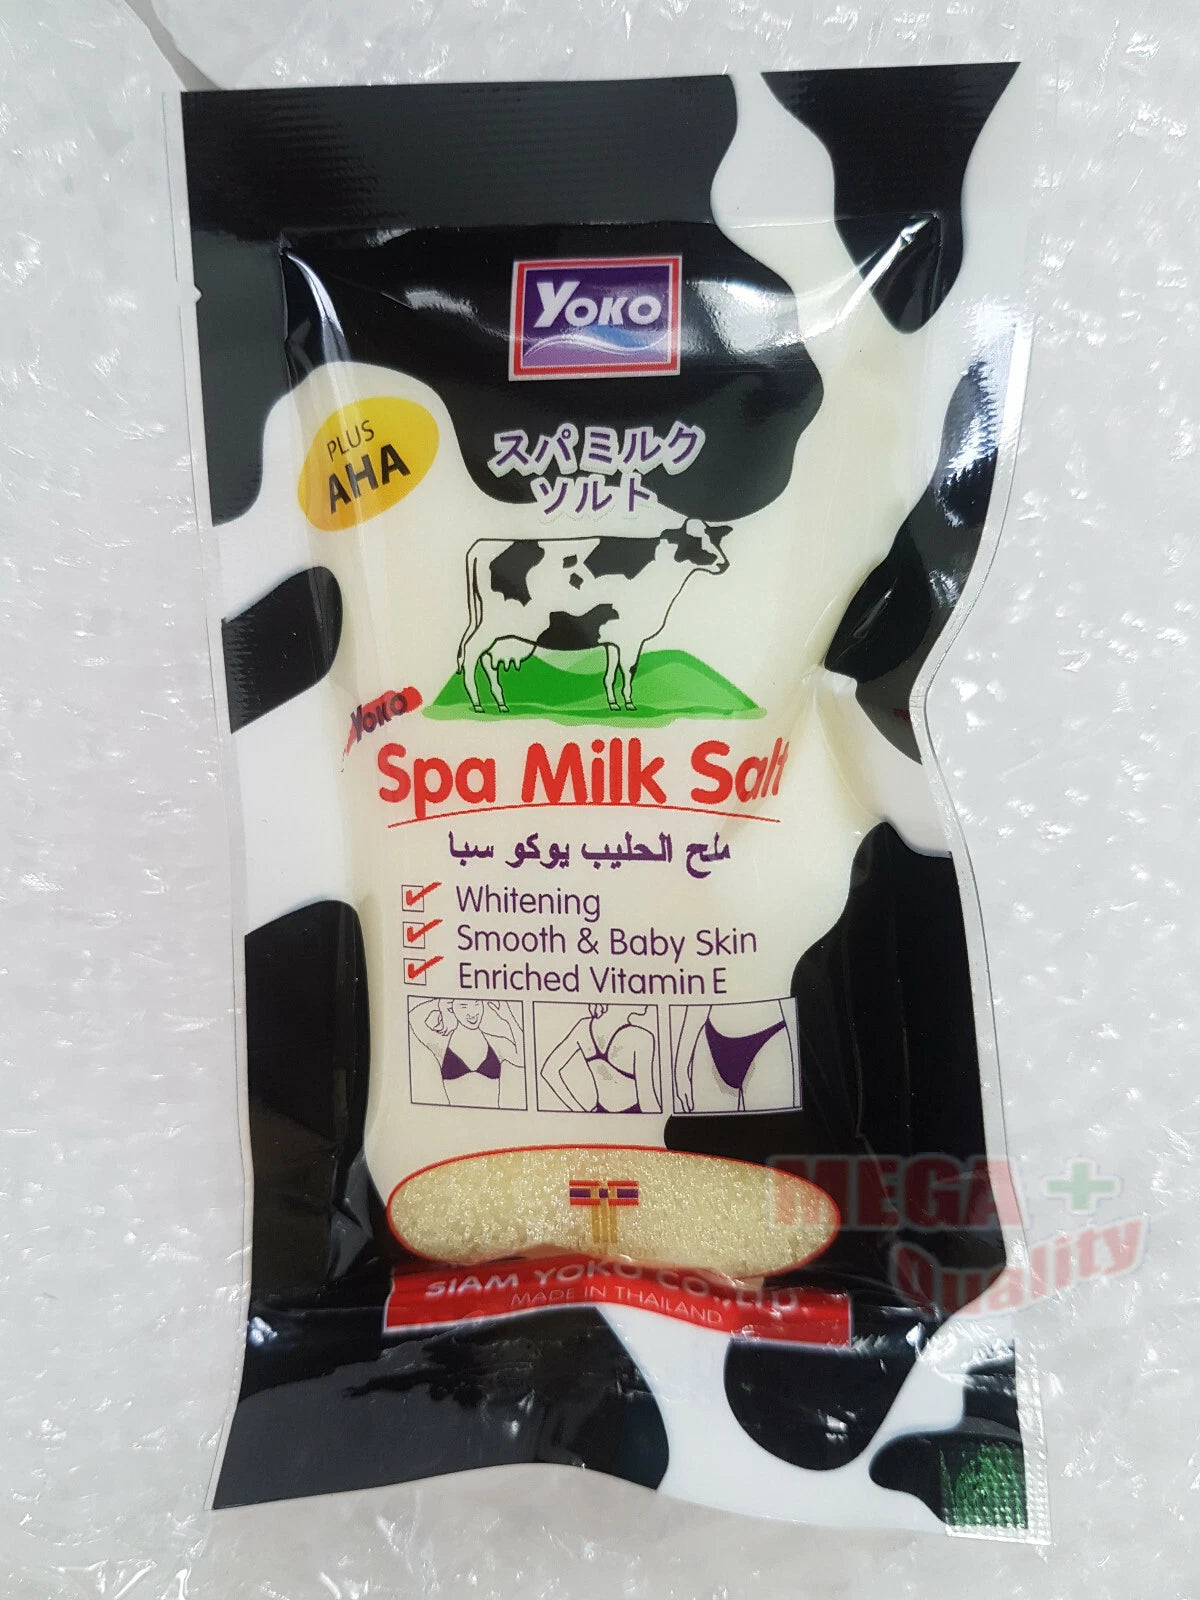 YOKO
PLUS
AHA
スパミルク
ソルト
YOKO
Spa Milk Salt
ملح الحليب يوكو سبا
Whitening
Smooth & Baby Skin
Enriched Vitamin E
SIAM YOKO CO., LTD.
MADE IN THAILAND
MEGA +
Quality